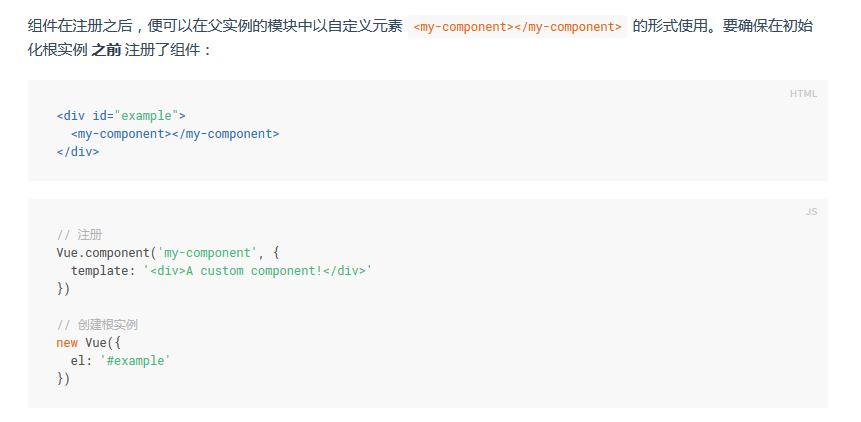 组件在注册之后，便可以在父实例的模块中以自定义元素 <my-component></my-component> 的形式使用。要确保在初始
化根实例 之前 注册了组件：
HTML
<div id="example">
  <my-component></my-component>
</div>
JS
// 注册
Vue.component('my-component', {
  template: '<div>A custom component!</div>'
})
// 创建根实例
new Vue({
  el: '#example'
})